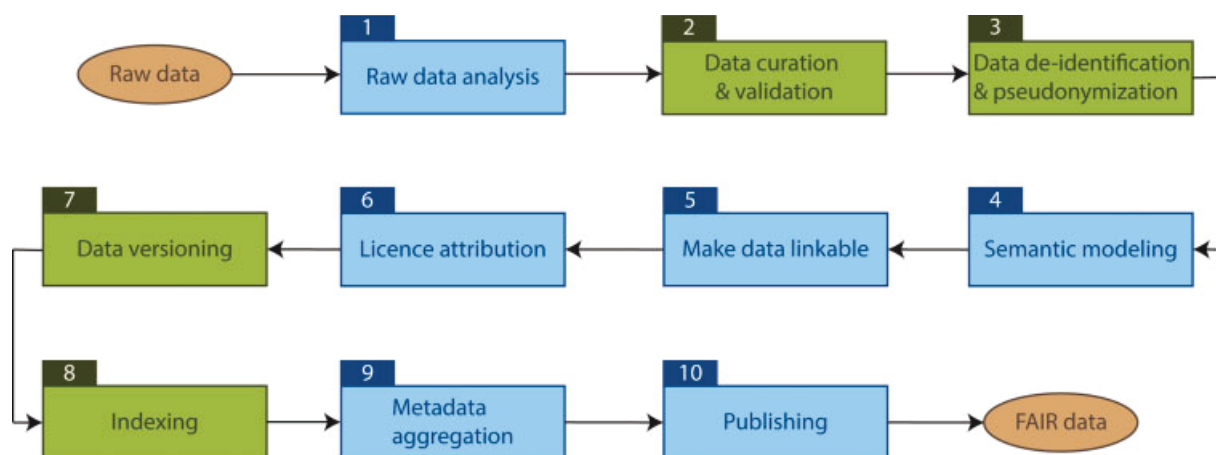 Raw data
1
Raw data analysis
2
Data curation
& validation
3
Data de-identification
& pseudonymization
4
Semantic modeling
5
Make data linkable
6
Licence attribution
7
Data versioning
8
Indexing
9
Metadata
aggregation
10
Publishing
FAIR data